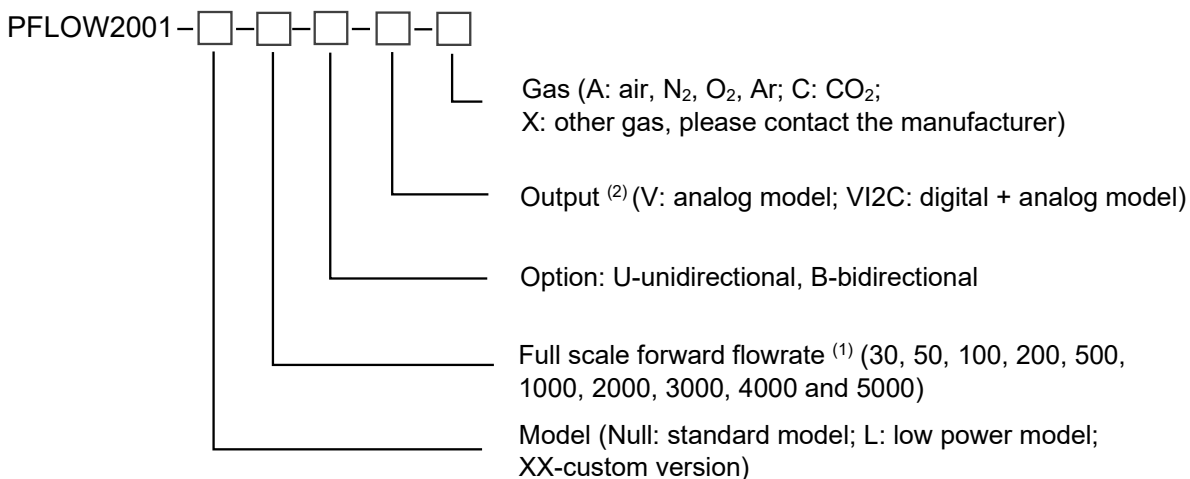 PFLOW2001 – □ – □ – □ – □ – □
Gas (A: air, N₂, O₂, Ar; C: CO₂;
X: other gas, please contact the manufacturer)
Output ⁽²⁾ (V: analog model; VI2C: digital + analog model)
Option: U-unidirectional, B-bidirectional
Full scale forward flowrate ⁽¹⁾ (30, 50, 100, 200, 500,
1000, 2000, 3000, 4000 and 5000)
Model (Null: standard model; L: low power model;
XX-custom version)